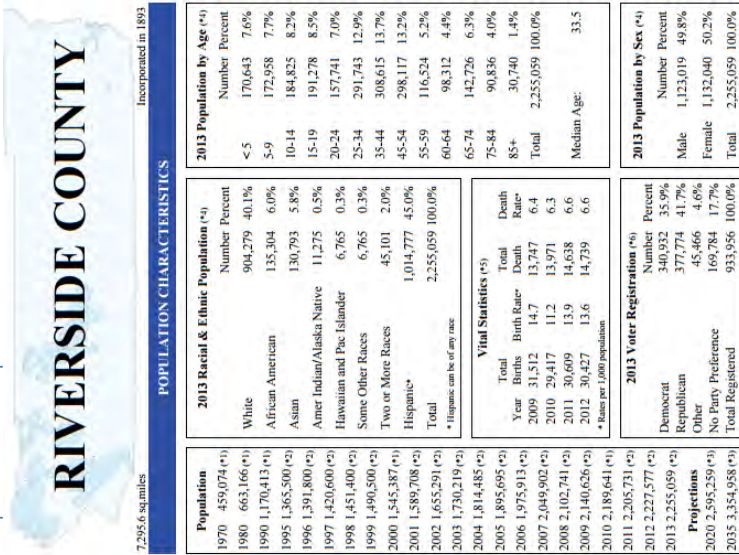 RIVERSIDE COUNTY
7,295.6 sq,miles Incorporated in 1893
POPULATION CHARACTERISTICS
Population
1970 459,074 (*1)
1980 663,166 (*1)
1990 1,170,413 (*1)
1995 1,365,500 (*2)
1996 1,391,800 (*2)
1997 1,420,600 (*2)
1998 1,451,400 (*2)
1999 1,490,500 (*2)
2000 1,545,387 (*1)
2001 1,589,708 (*1)
2002 1,655,291 (*2)
2003 1,730,219 (*2)
2004 1,814,485 (*2)
2005 1,895,695 (*2)
2006 1,975,913 (*2)
2007 2,049,902 (*2)
2008 2,102,741 (*3)
2009 2,140,626 (*2)
2010 2,189,641 (*1)
2011 2,205,731 (*2)
2012 2,227,577 (*2)
2013 2,255,059 (*2)
Projections
2020 2,595,259 (*3)
2035 3,354,958 (*3)
2013 Racial & Ethnic Population (*4)
Number Percent
White 904,279 40.1%
African American 135,304 6.0%
Asian 130,793 5.8%
Amer Indian/Alaska Native 11,275 0.5%
Hawaiian and Pac Islander 6,765 0.3%
Some Other Races 6,765 0.3%
Two or More Races 45,101 2.0%
Hispanic* 1,014,777 45.0%
Total 2,255,059 100.0%
* Hispanic can be of any race
Vital Statistics (*5)
Total Total Death
Year Births Birth Rate* Death Rate*
2009 31,512 14.7 13,747 6.4
2010 29,417 11.2 13,971 6.3
2011 30,609 13.9 14,638 6.6
2012 30,427 13.6 14,739 6.6
* Rates per 1,000 population
2013 Voter Registration (*6)
Number Percent
Democrat 340,932 35.9%
Republican 377,774 41.7%
Other 45,466 4.6%
No Party Preference 169,784 17.7%
Total Registered 933,956 100.0%
2013 Population by Age (*4)
Number Percent
< 5 170,643 7.6%
5-9 172,958 7.7%
10-14 184,825 8.2%
15-19 191,278 8.5%
20-24 157,741 7.0%
25-34 291,743 12.9%
35-44 308,615 13.7%
45-54 298,117 13.2%
55-59 116,524 5.2%
60-64 98,312 4.4%
65-74 142,726 6.3%
75-84 90,836 4.0%
85+ 30,740 1.4%
Total 2,255,059 100.0%
Median Age: 33.5
2013 Population by Sex (*4)
Number Percent
Male 1,123,019 49.8%
Female 1,132,040 50.2%
Total 2,255,059 100.0%